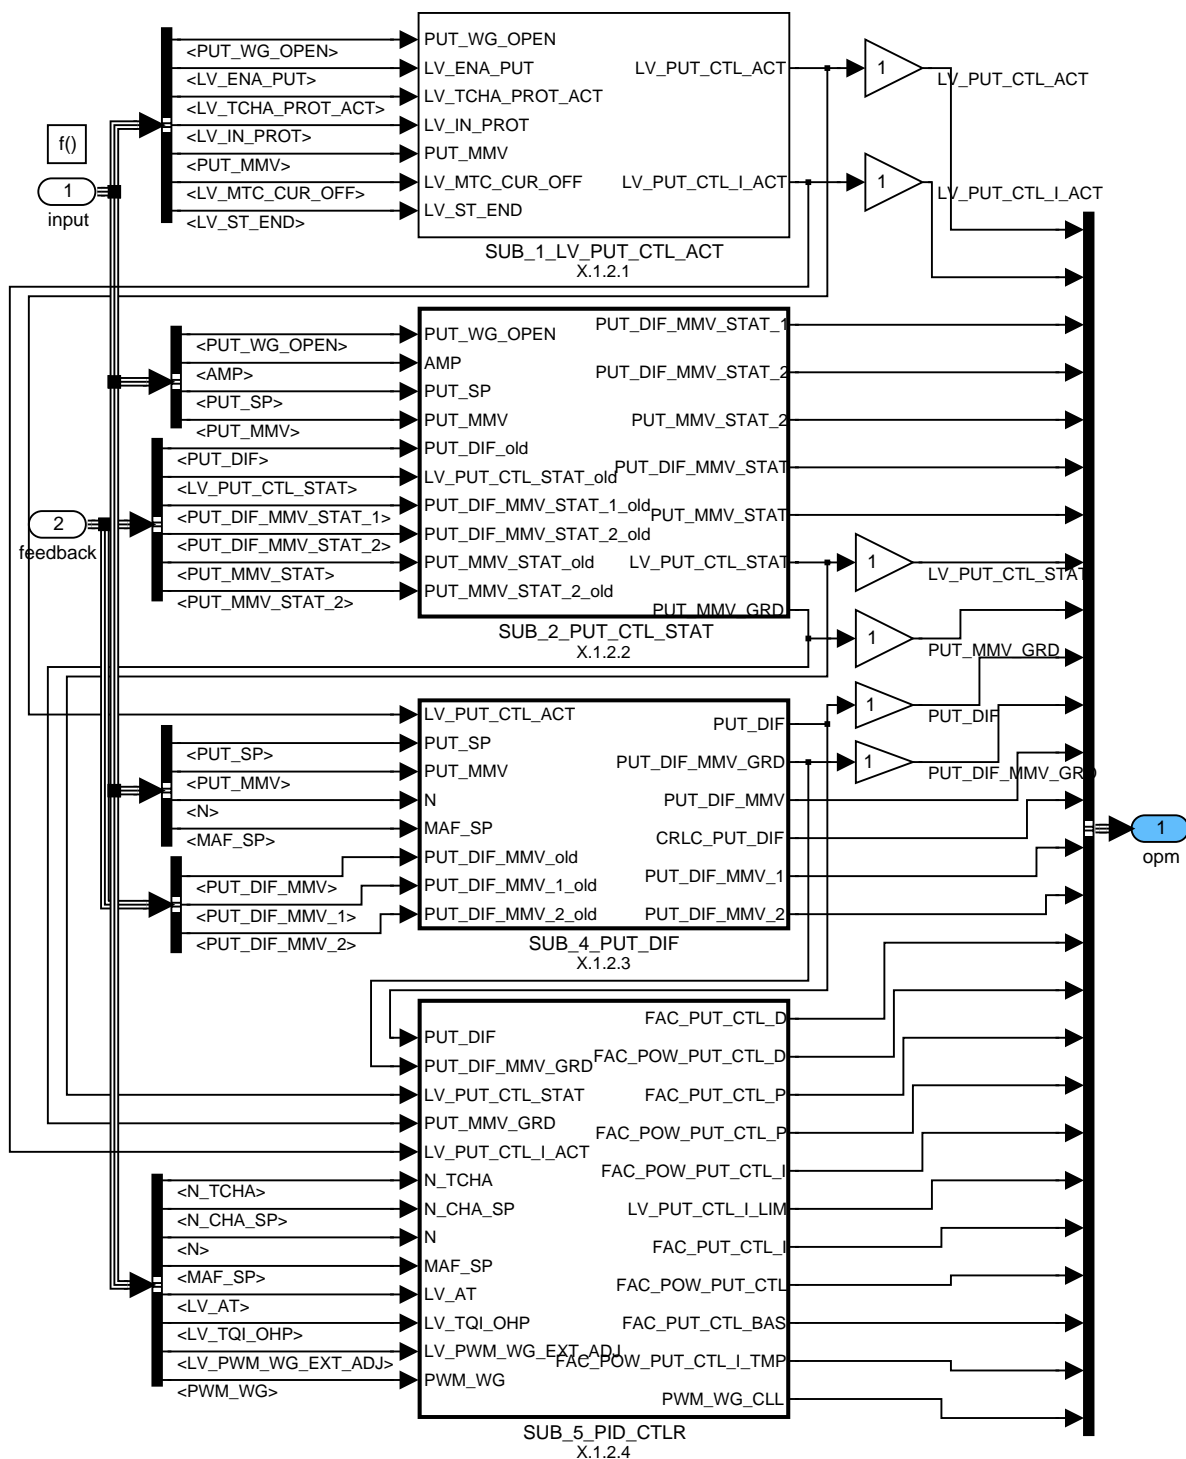 f()
1
input
2
feedback
<PUT_WG_OPEN>
<LV_ENA_PUT>
<LV_TCHA_PROT_ACT>
<LV_IN_PROT>
<PUT_MMV>
<LV_MTC_CUR_OFF>
<LV_ST_END>
PUT_WG_OPEN
LV_ENA_PUT
LV_TCHA_PROT_ACT
LV_IN_PROT
PUT_MMV
LV_MTC_CUR_OFF
LV_ST_END
LV_PUT_CTL_ACT
LV_PUT_CTL_I_ACT
SUB_1_LV_PUT_CTL_ACT
X.1.2.1
1
LV_PUT_CTL_ACT
1
LV_PUT_CTL_I_ACT
<PUT_WG_OPEN>
<AMP>
<PUT_SP>
<PUT_MMV>
<PUT_DIF>
<LV_PUT_CTL_STAT>
<PUT_DIF_MMV_STAT_1>
<PUT_DIF_MMV_STAT_2>
<PUT_MMV_STAT>
<PUT_MMV_STAT_2>
PUT_WG_OPEN
AMP
PUT_SP
PUT_MMV
PUT_DIF_old
LV_PUT_CTL_STAT_old
PUT_DIF_MMV_STAT_1_old
PUT_DIF_MMV_STAT_2_old
PUT_MMV_STAT_old
PUT_MMV_STAT_2_old
PUT_DIF_MMV_STAT_1
PUT_DIF_MMV_STAT_2
PUT_MMV_STAT_2
PUT_DIF_MMV_STAT
PUT_MMV_STAT
LV_PUT_CTL_STAT
PUT_MMV_GRD
SUB_2_PUT_CTL_STAT
X.1.2.2
1
LV_PUT_CTL_STAT
1
PUT_MMV_GRD
1
PUT_DIF
1
PUT_DIF_MMV_GRD
<PUT_SP>
<PUT_MMV>
<N>
<MAF_SP>
<PUT_DIF_MMV>
<PUT_DIF_MMV_1>
<PUT_DIF_MMV_2>
LV_PUT_CTL_ACT
PUT_SP
PUT_MMV
N
MAF_SP
PUT_DIF_MMV_old
PUT_DIF_MMV_1_old
PUT_DIF_MMV_2_old
PUT_DIF
PUT_DIF_MMV_GRD
PUT_DIF_MMV
CRLC_PUT_DIF
PUT_DIF_MMV_1
PUT_DIF_MMV_2
SUB_4_PUT_DIF
X.1.2.3
1
opm
<N_TCHA>
<N_CHA_SP>
<N>
<MAF_SP>
<LV_AT>
<LV_TQI_OHP>
<LV_PWM_WG_EXT_ADJ>
<PWM_WG>
PUT_DIF
PUT_DIF_MMV_GRD
LV_PUT_CTL_STAT
PUT_MMV_GRD
LV_PUT_CTL_I_ACT
N_TCHA
N_CHA_SP
N
MAF_SP
LV_AT
LV_TQI_OHP
LV_PWM_WG_EXT_ADJ
PWM_WG
FAC_PUT_CTL_D
FAC_POW_PUT_CTL_D
FAC_PUT_CTL_P
FAC_POW_PUT_CTL_P
FAC_POW_PUT_CTL_I
LV_PUT_CTL_I_LIM
FAC_PUT_CTL_I
FAC_POW_PUT_CTL
FAC_PUT_CTL_BAS
FAC_POW_PUT_CTL_I_TMP
PWM_WG_CLL
SUB_5_PID_CTLR
X.1.2.4